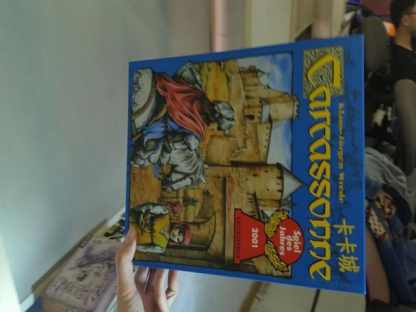 Carcassonne
卡卡城
Klaus-Jürgen Wrede
Spiel
des
Jahres
2001